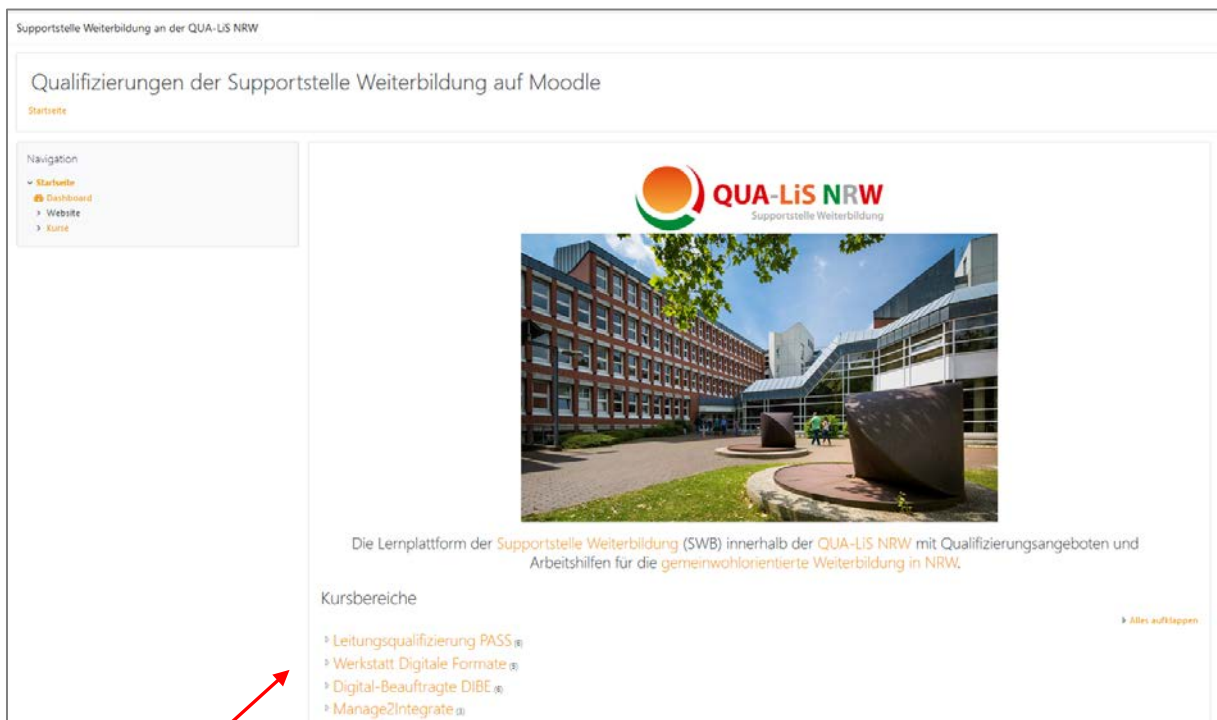 Supportstelle Weiterbildung an der QUA-LiS NRW
Qualifizierungen der Supportstelle Weiterbildung auf Moodle
Startseite
Navigation
Startseite
Dashboard
Website
Kurse
QUA-LiS NRW
Supportstelle Weiterbildung
Die Lernplattform der Supportstelle Weiterbildung (SWB) innerhalb der QUA-LiS NRW mit Qualifizierungsangeboten und
Arbeitshilfen für die gemeinwohlorientierte Weiterbildung in NRW.
Kursbereiche
Alles aufklappen
Leitungsqualifizierung PASS
Werkstatt Digitale Formate
Digital-Beauftragte DIBE
Manage2Integrate